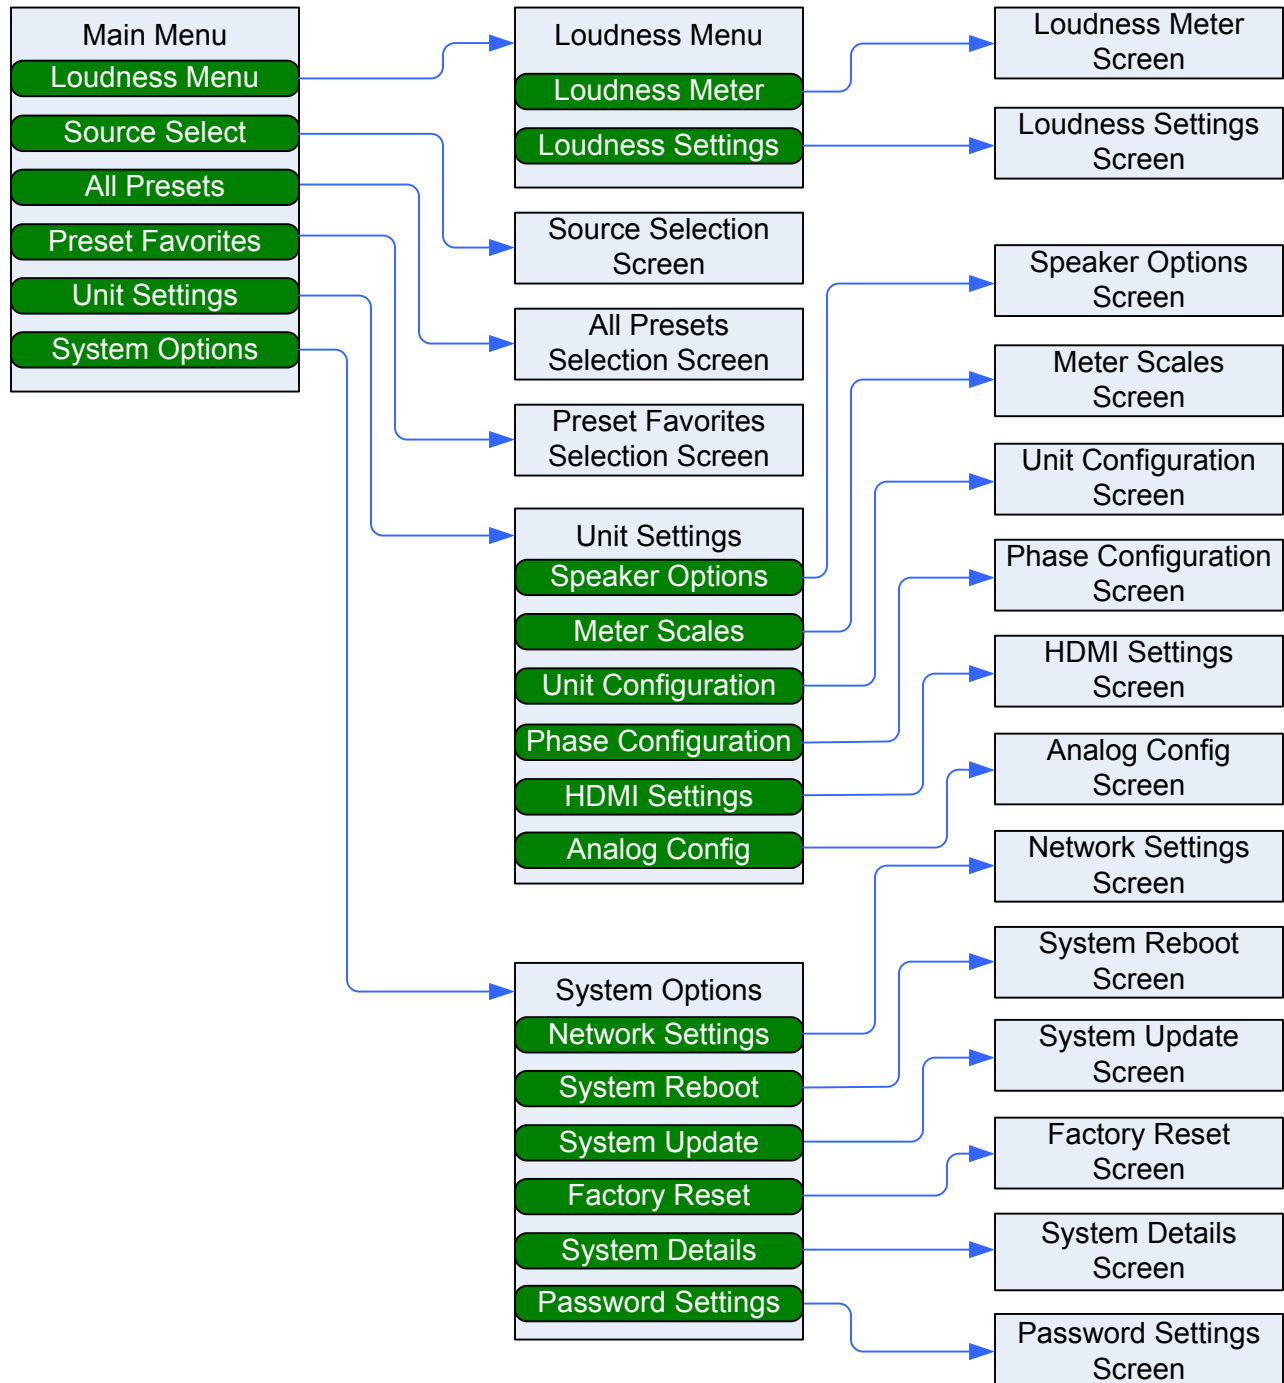 Main Menu
Loudness Menu
Source Select
All Presets
Preset Favorites
Unit Settings
System Options
Loudness Menu
Loudness Meter
Loudness Settings
Source Selection
Screen
All Presets
Selection Screen
Preset Favorites
Selection Screen
Unit Settings
Speaker Options
Meter Scales
Unit Configuration
Phase Configuration
HDMI Settings
Analog Config
System Options
Network Settings
System Reboot
System Update
Factory Reset
System Details
Password Settings
Loudness Meter
Screen
Loudness Settings
Screen
Speaker Options
Screen
Meter Scales
Screen
Unit Configuration
Screen
Phase Configuration
Screen
HDMI Settings
Screen
Analog Config
Screen
Network Settings
Screen
System Reboot
Screen
System Update
Screen
Factory Reset
Screen
System Details
Screen
Password Settings
Screen